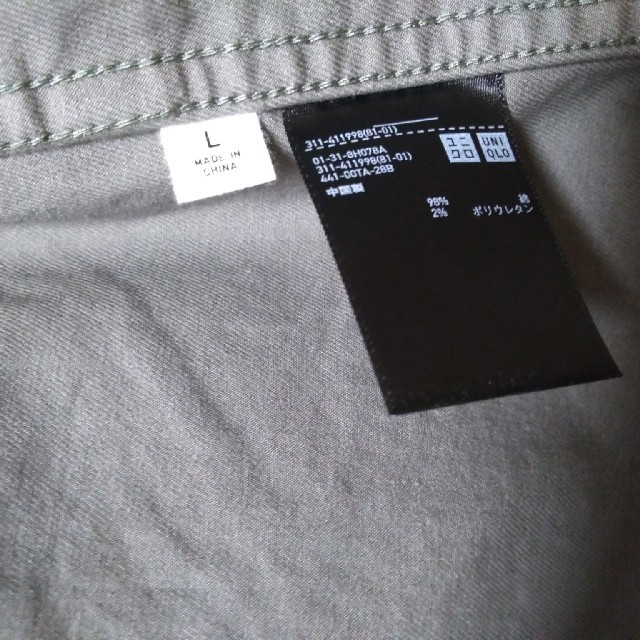 L
MADE IN
CHINA
311-411998(81-01)
ユニ
クロ
UNI
QLO
01-31-8H078A
311-411998(81-01)
441-00TA-28B
中国製
98% 綿
2% ポリウレタン